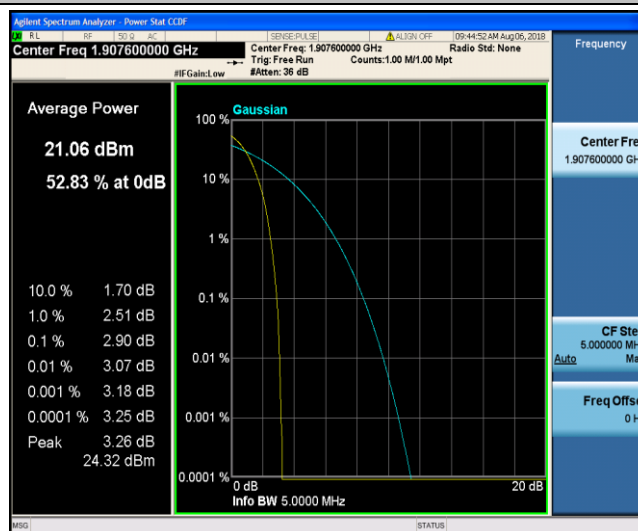 Agilent Spectrum Analyzer - Power Stat CCDF
RL RF 50 Ω AC SENSE:PULSE ALIGN OFF 09:44:52 AM Aug 06, 2018
Center Freq 1.907600000 GHz
Center Freq: 1.907600000 GHz Radio Std: None
Trig: Free Run Counts:1.00 M/1.00 Mpt
#IFGain:Low #Atten: 36 dB
Frequency
Average Power
21.06 dBm
52.83 % at 0dB
10.0 % 1.70 dB
1.0 % 2.51 dB
0.1 % 2.90 dB
0.01 % 3.07 dB
0.001 % 3.18 dB
0.0001 % 3.25 dB
Peak 3.26 dB
24.32 dBm
Gaussian
100 %
10 %
1 %
0.1 %
0.01 %
0.001 %
0.0001 %
0 dB 20 dB
Info BW 5.0000 MHz
Center Fre
1.907600000 GH
CF Ste
5.000000 MH
Auto Ma
Freq Offse
0 H
MSG STATUS